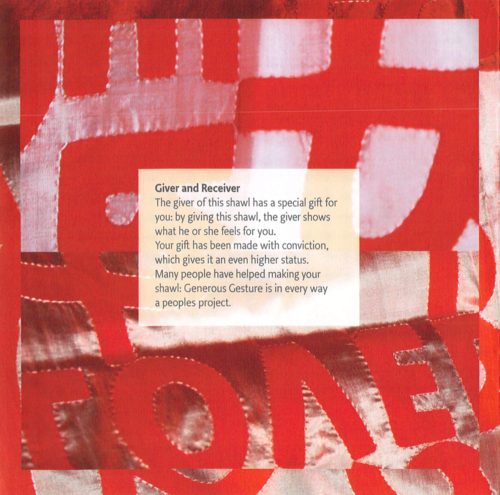 Giver and Receiver
The giver of this shawl has a special gift for
you: by giving this shawl, the giver shows
what he or she feels for you.
Your gift has been made with conviction,
which gives it an even higher status.
Many people have helped making your
shawl: Generous Gesture is in every way
a peoples project.